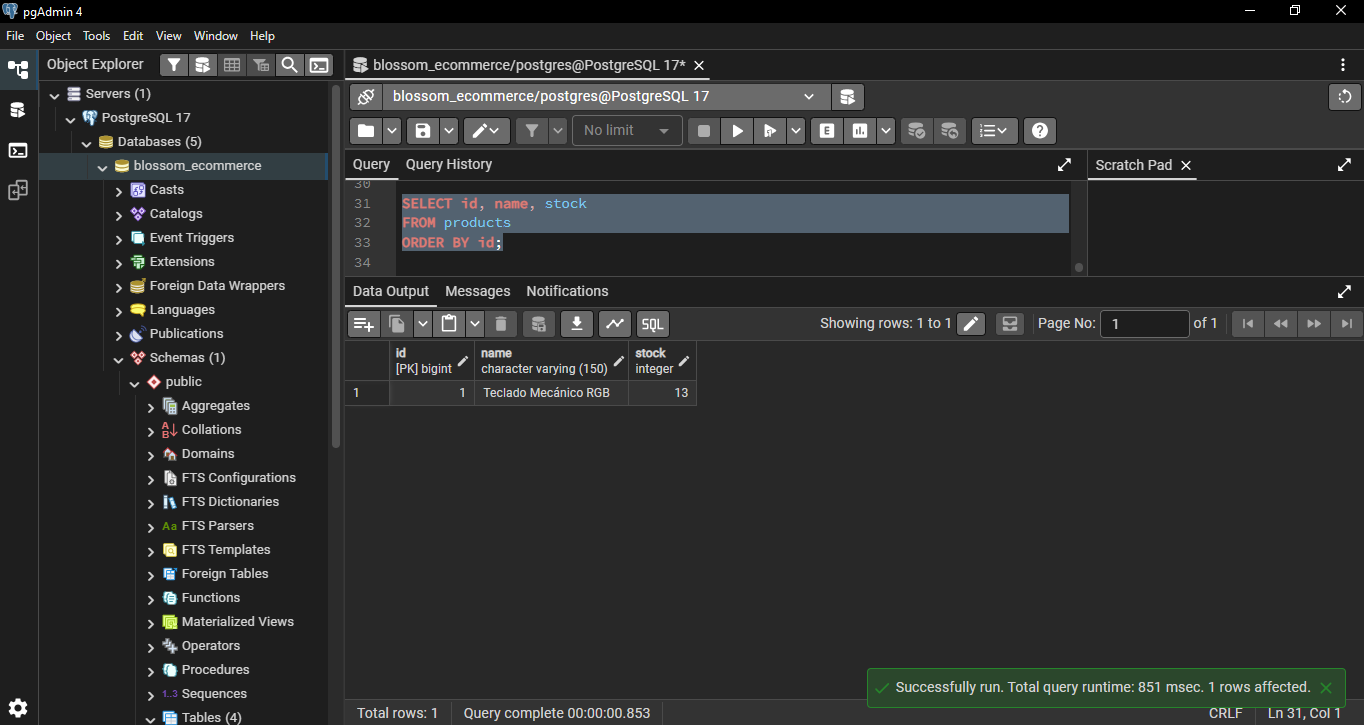 pgAdmin 4
File Object Tools Edit View Window Help
Object Explorer
blossom_ecommerce/postgres@PostgreSQL 17*
Servers (1)
PostgreSQL 17
Databases (5)
blossom_ecommerce
Casts
Catalogs
Event Triggers
Extensions
Foreign Data Wrappers
Languages
Publications
Schemas (1)
public
Aggregates
Collations
Domains
FTS Configurations
FTS Dictionaries
Aa FTS Parsers
FTS Templates
Foreign Tables
Functions
Materialized Views
Operators
Procedures
1..3 Sequences
Tables (4)
blossom_ecommerce/postgres@PostgreSQL 17
No limit
E
Query Query History
Scratch Pad
30
31 SELECT id, name, stock
32 FROM products
33 ORDER BY id;
34
Data Output Messages Notifications
SQL
Showing rows: 1 to 1
Page No: 1 of 1
id
[PK] bigint
name
character varying (150)
stock
integer
1 1 Teclado Mecánico RGB 13
Successfully run. Total query runtime: 851 msec. 1 rows affected.
Total rows: 1 Query complete 00:00:00.853
CRLF Ln 31, Col 1